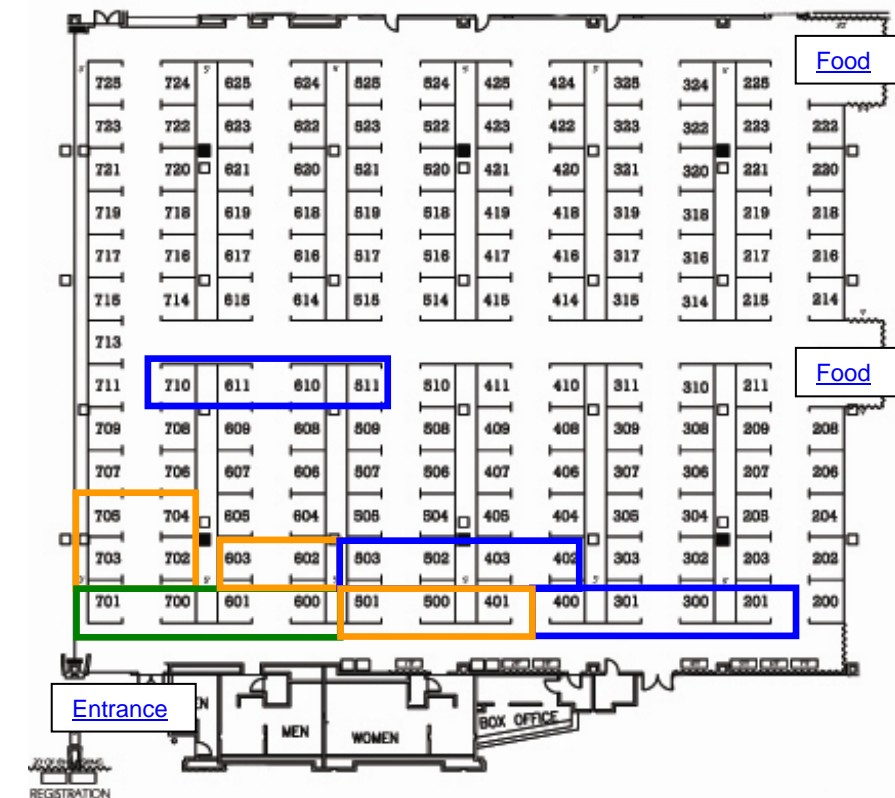 Food
725 724 625 624 525 524 425 424 325 324 225
723 722 623 622 523 522 423 422 323 322 223 222
721 720 621 620 521 520 421 420 321 320 221 220
719 718 619 618 519 518 419 418 319 318 219 218
717 716 617 616 517 516 417 416 317 316 217 216
715 714 615 614 515 514 415 414 315 314 215 214
713
Food
711 710 611 610 511 510 411 410 311 310 211
709 708 609 608 509 508 409 408 309 308 209 208
707 706 607 606 507 506 407 406 307 306 207 206
705 704 605 604 505 504 405 404 305 304 205 204
703 702 603 602 503 502 403 402 303 302 203 202
701 700 601 600 501 500 401 400 301 300 201 200
Entrance
EN
MEN
WOMEN
BOX OFFICE
REGISTRATION